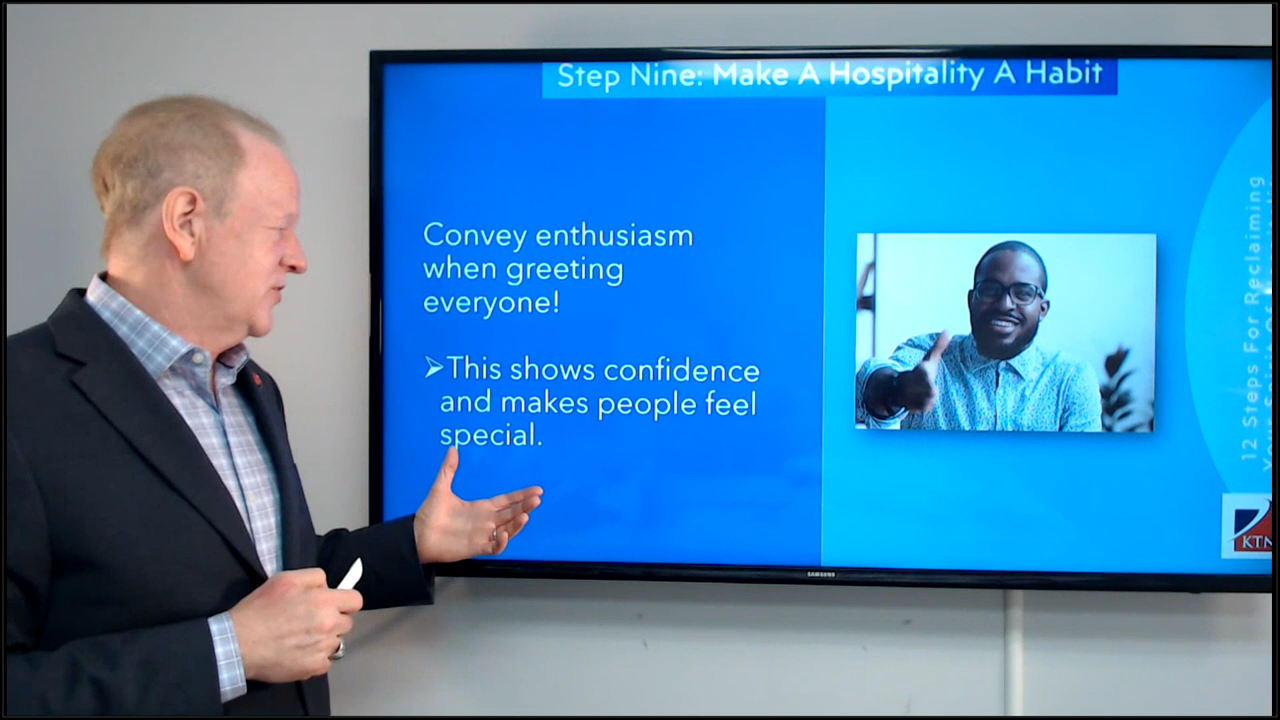 Step Nine: Make A Hospitality A Habit
Convey enthusiasm
when greeting
everyone!
➢This shows confidence
and makes people feel
special.
12 Steps For Reclaiming
SAMSUNG